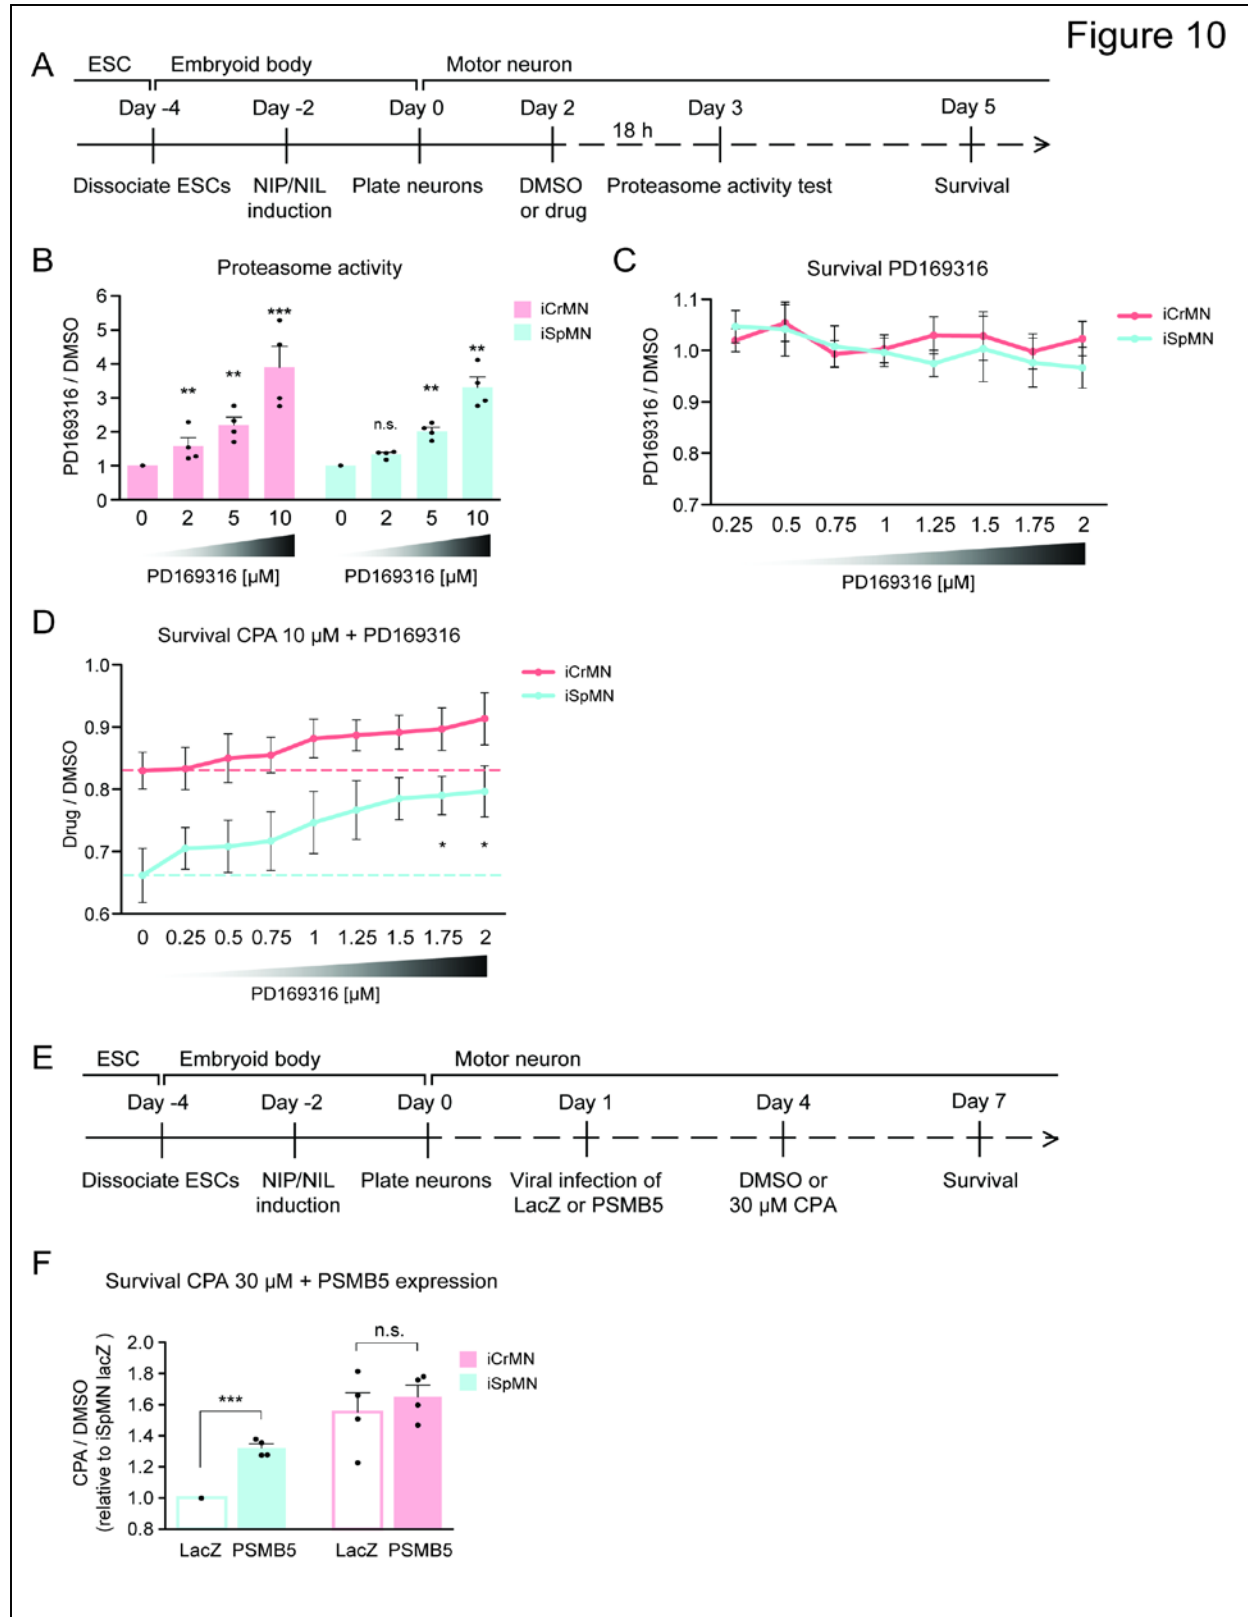 Figure 10
A
ESC Embryoid body Motor neuron
Day -4 Day -2 Day 0 Day 2 Day 3 Day 5
18 h
Dissociate ESCs NIP/NIL Plate neurons DMSO Proteasome activity test Survival
induction or drug
B
Proteasome activity
PD169316 / DMSO
6
5
4
3
2
1
0
** ** *** n.s. ** **
iCrMN
iSpMN
0 2 5 10 0 2 5 10
PD169316 [µM] PD169316 [µM]
C
Survival PD169316
PD169316 / DMSO
1.1
1.0
0.9
0.8
0.7
iCrMN
iSpMN
0.25 0.5 0.75 1 1.25 1.5 1.75 2
PD169316 [µM]
D
Survival CPA 10 µM + PD169316
Drug / DMSO
1.0
0.9
0.8
0.7
0.6
iCrMN
iSpMN
* *
0 0.25 0.5 0.75 1 1.25 1.5 1.75 2
PD169316 [µM]
E
ESC Embryoid body Motor neuron
Day -4 Day -2 Day 0 Day 1 Day 4 Day 7
Dissociate ESCs NIP/NIL Plate neurons Viral infection of DMSO or Survival
induction LacZ or PSMB5 30 µM CPA
F
Survival CPA 30 µM + PSMB5 expression
CPA / DMSO
(relative to iSpMN lacZ )
2.0
1.8
1.6
1.4
1.2
1.0
0.8
*** n.s.
iCrMN
iSpMN
LacZ PSMB5 LacZ PSMB5